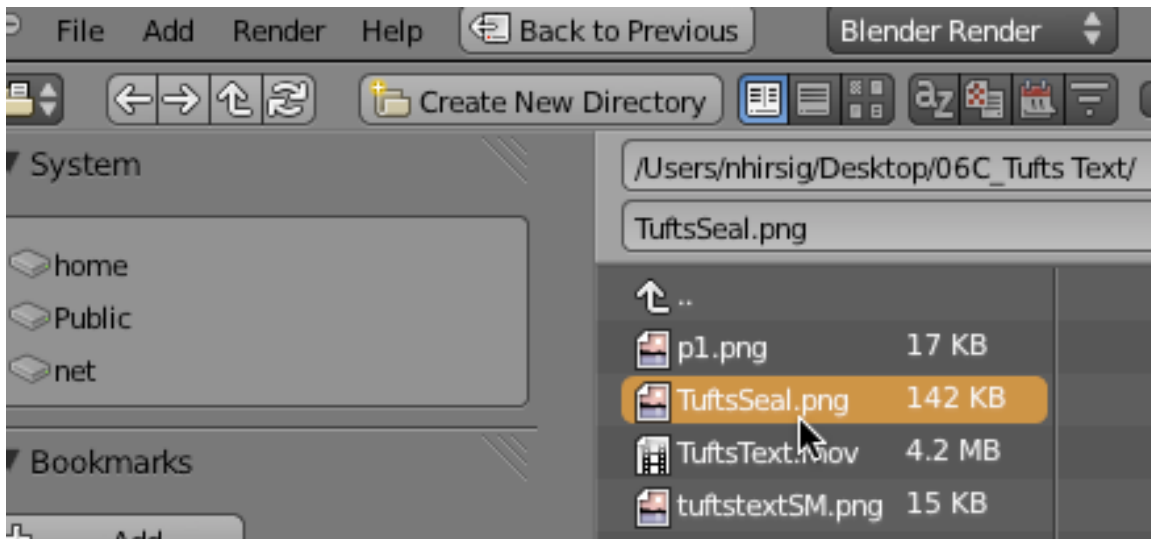 File Add Render Help Back to Previous Blender Render
Create New Directory
System
/Users/nhirsig/Desktop/06C_Tufts Text/
TuftsSeal.png
home
Public
net
Bookmarks
Add
..
p1.png 17 KB
TuftsSeal.png 142 KB
TuftsText.mov 4.2 MB
tuftstextSM.png 15 KB